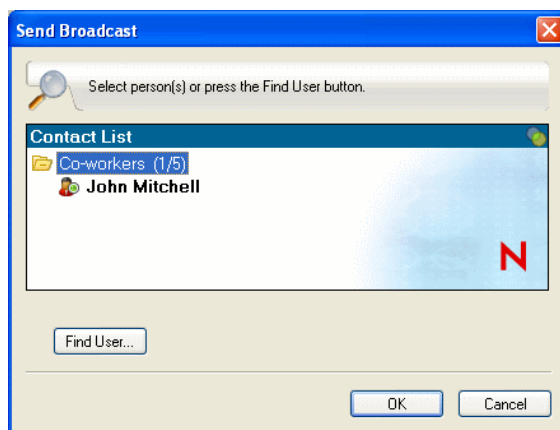 Send Broadcast
Select person(s) or press the Find User button.
Contact List
Co-workers (1/5)
John Mitchell
N
Find User...
OK
Cancel